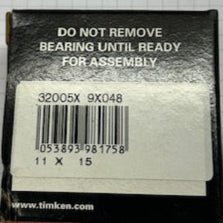 DO NOT REMOVE
BEARING UNTIL READY
FOR ASSEMBLY
32005X 9X048
053893 981758
11 X 15
www.timken.com